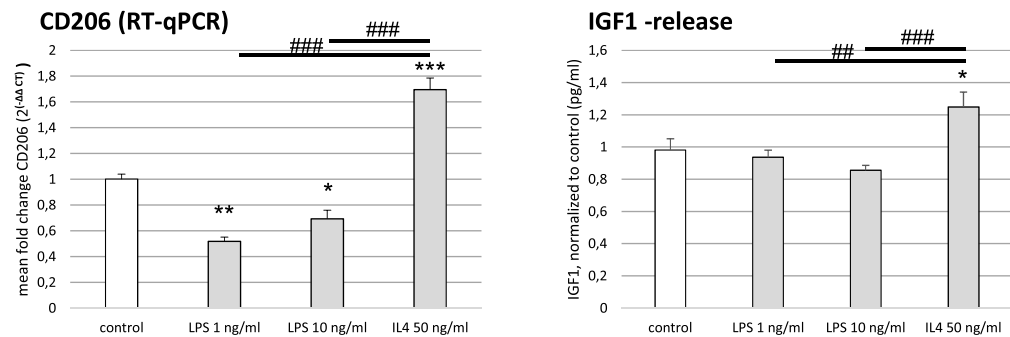 CD206 (RT-qPCR)
###
###
mean fold change CD206 (2(-ΔΔ CT) )
2
1,8
1,6
1,4
1,2
1
0,8
0,6
0,4
0,2
0
**
*
***
control
LPS 1 ng/ml
LPS 10 ng/ml
IL4 50 ng/ml
IGF1 -release
###
##
IGF1, normalized to control (pg/ml)
1,6
1,4
1,2
1
0,8
0,6
0,4
0,2
0
*
control
LPS 1 ng/ml
LPS 10 ng/ml
IL4 50 ng/ml